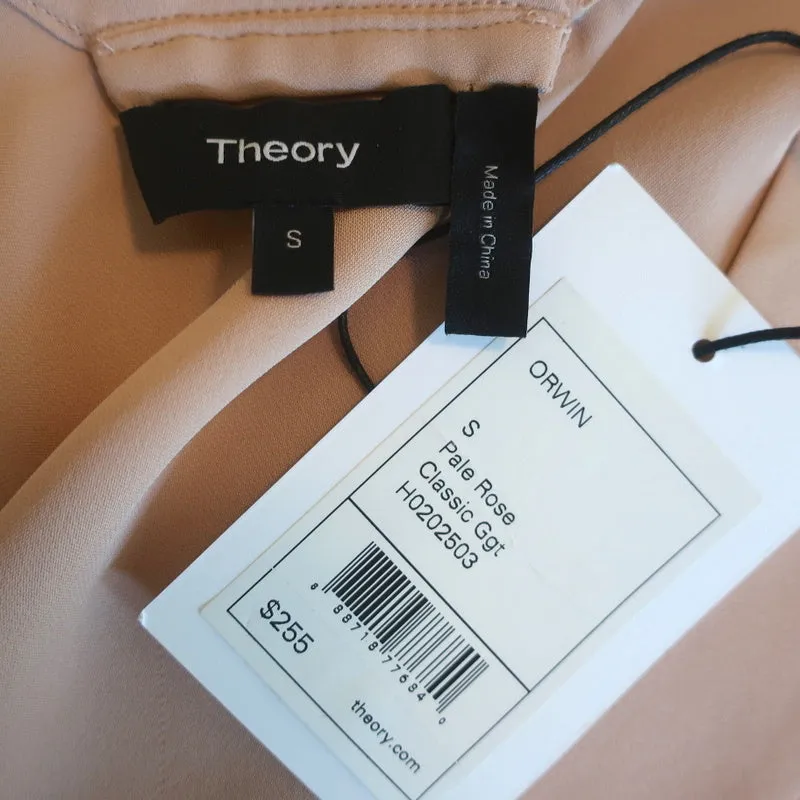 Theory
S
Made in China
ORWIN
S
Pale Rose
Classic Ggt
H0202503
$255
8 88718 77684 0
theory.com